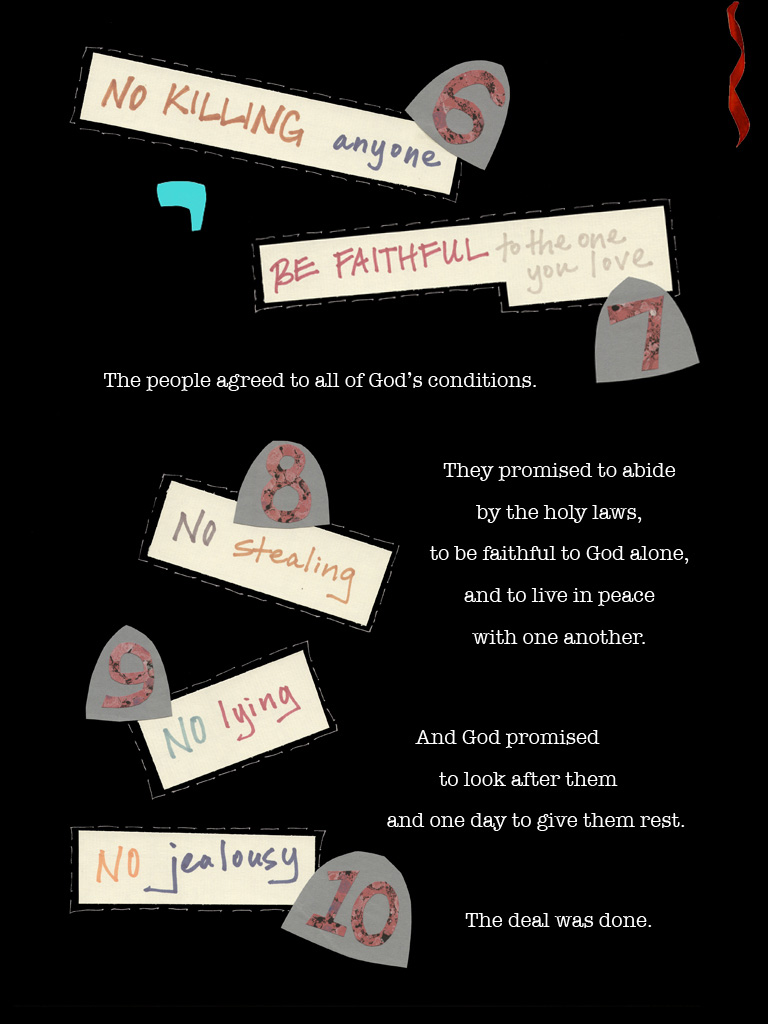 6
NO KILLING anyone
BE FAITHFUL to the one
you love
7
The people agreed to all of God’s conditions.
8
NO stealing
They promised to abide
by the holy laws,
to be faithful to God alone,
and to live in peace
with one another.
9
NO lying
And God promised
to look after them
and one day to give them rest.
NO jealousy
10
The deal was done.